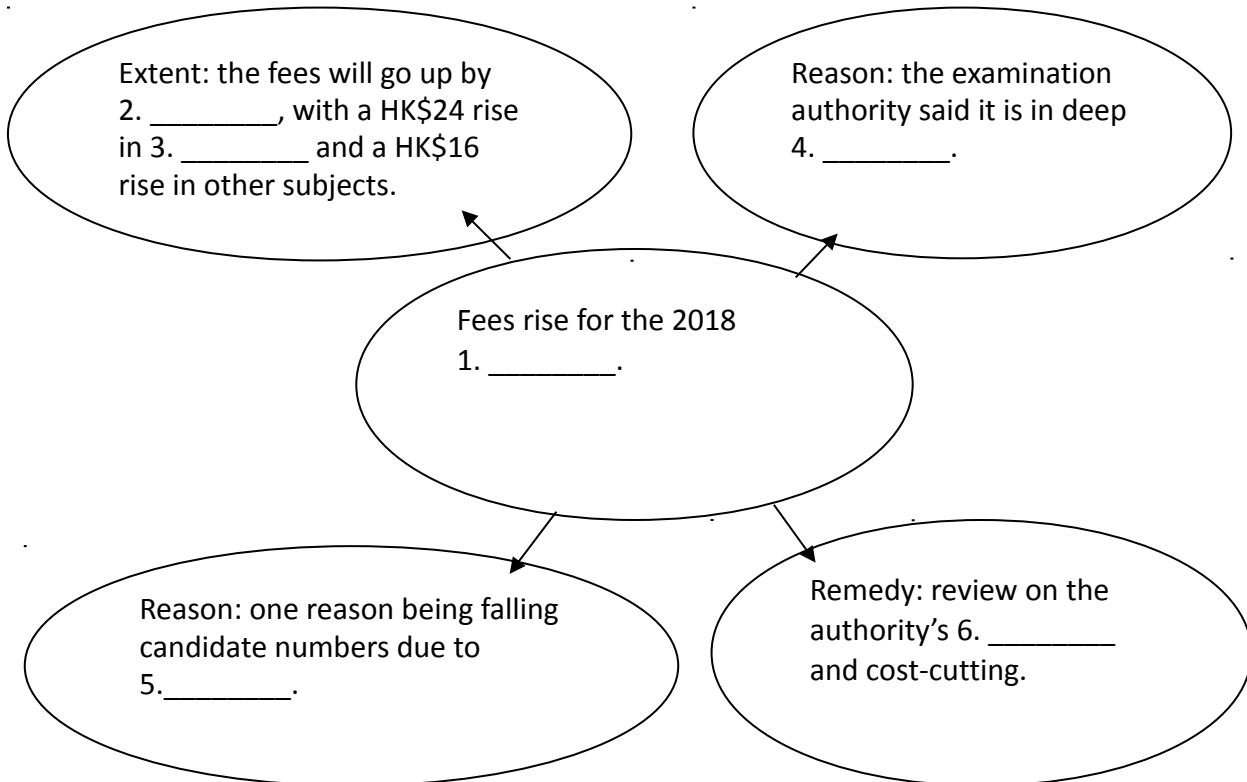 Extent: the fees will go up by
2. ________, with a HK$24 rise
in 3. ________ and a HK$16
rise in other subjects.
Reason: the examination
authority said it is in deep
4. ________.
Fees rise for the 2018
1. ________.
Reason: one reason being falling
candidate numbers due to
5.________.
Remedy: review on the
authority’s 6. ________
and cost-cutting.